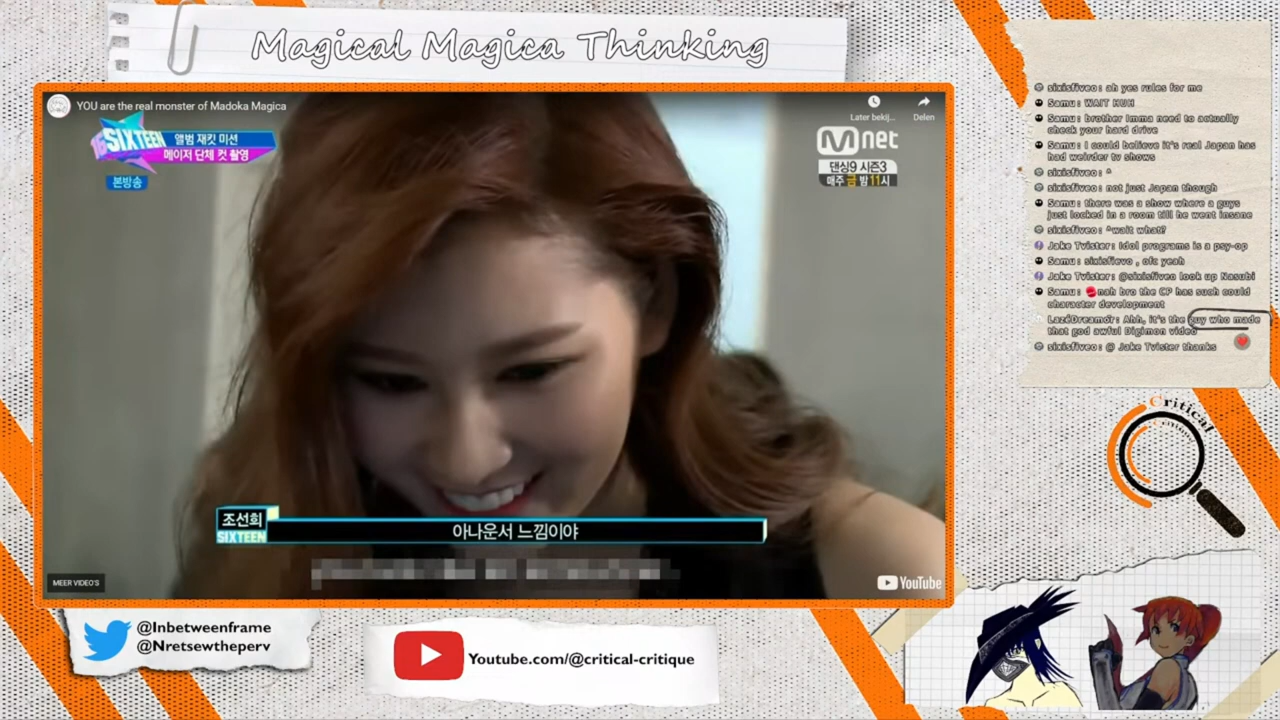 Magical Magica Thinking
YOU are the real monster of Madoka Magica
Later bekij...
Delen
16 SIXTEEN
앨범 재킷 미션
메이저 단체 컷 촬영
본방송
Mnet
댄싱9 시즌3
매주 금 밤 11시
조선희
SIXTEEN
아나운서 느낌이야
MEER VIDEO'S
YouTube
sixisfiveo: ah yes rules for me
Samu: WAIT HUH
Samu: brother imma need to actually
check your hard drive
Samu: I could believe it's real Japan has
had weirder tv shows
sixisfiveo: ^
sixisfiveo: not just Japan though
Samu: there was a show where a guys
just locked in a room till he went insane
sixisfiveo: ^wait what?
Jake Tvister: Idol programs is a psy-op
Samu: sixisfievo , ofc yeah
Jake Tvister: @sixisfiveo look up Nasubi
Samu: nah bro the CP has such could
character development
LazéDreamór: Ahh, it's the guy who made
that god awful Digimon video
sixisfiveo: @ Jake Tvister thanks
Critical
@Inbetweenframe
@Nretsewtheperv
Youtube.com/@critical-critique